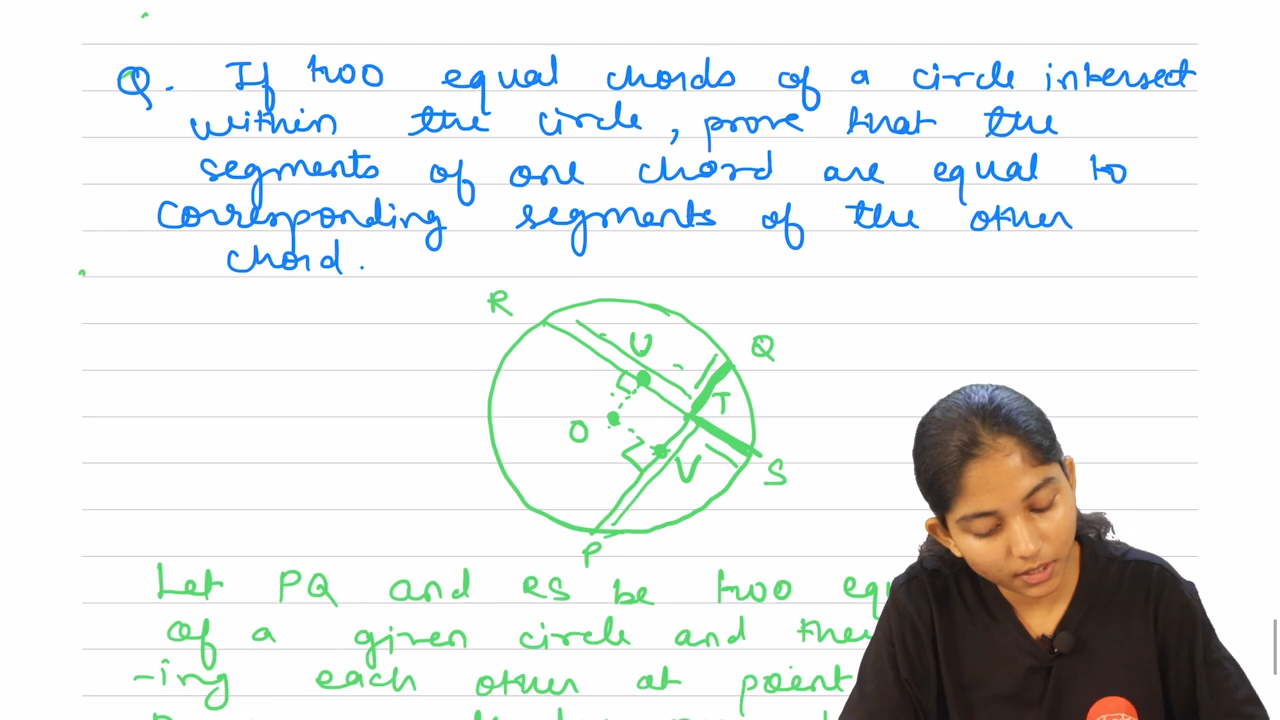 Q. If two equal chords of a circle intersect
within the circle, prove that the
segments of one chord are equal to
corresponding segments of the other
chord.
R
U
Q
T
O
V
S
P
Let PQ and RS be two
of a given circle and
-ing each other at point